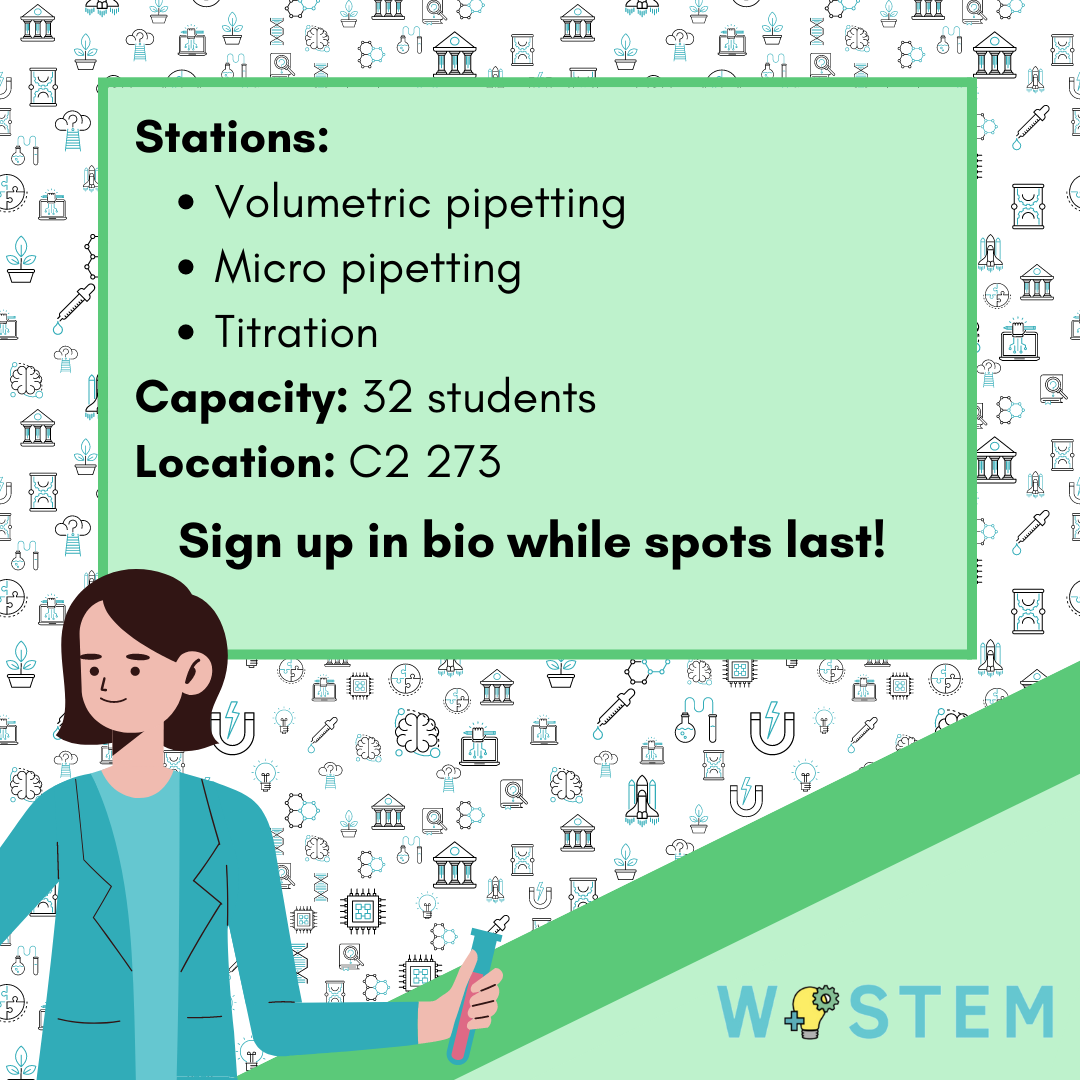 Stations:
• Volumetric pipetting
• Micro pipetting
• Titration
Capacity: 32 students
Location: C2 273
Sign up in bio while spots last!
W STEM